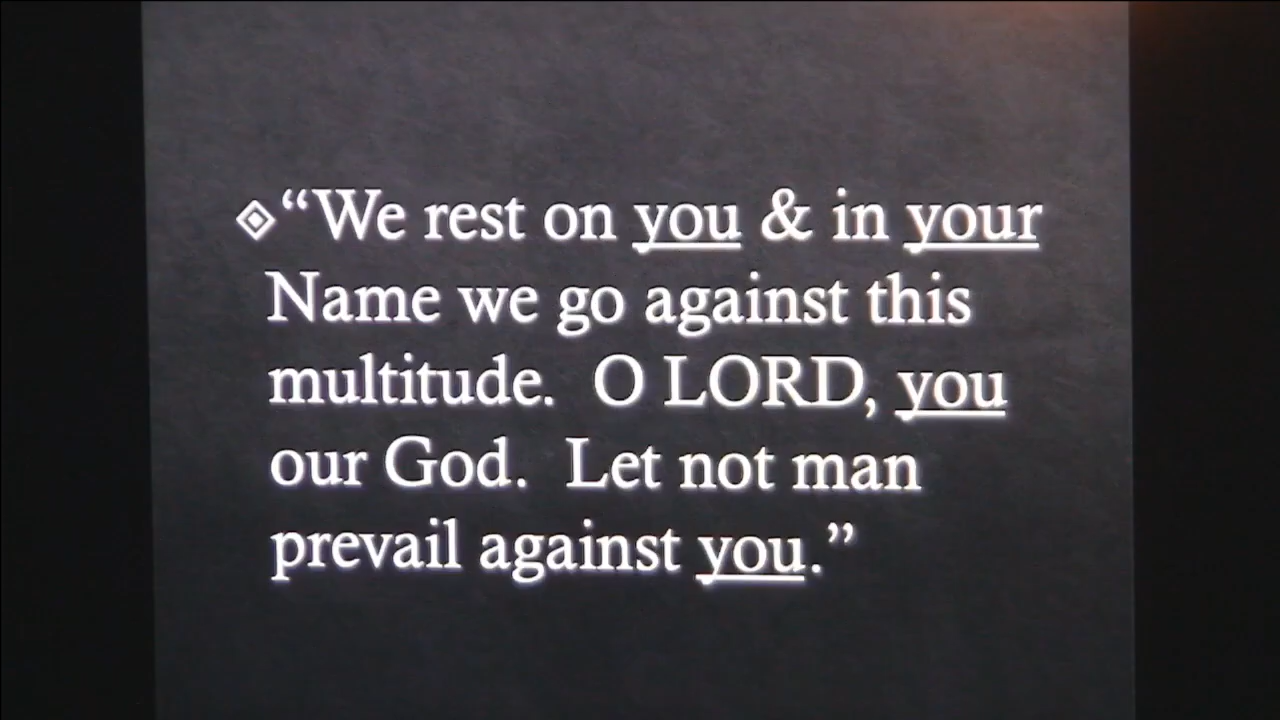 “We rest on you & in your
Name we go against this
multitude.  O LORD, you
our God.  Let not man
prevail against you.”